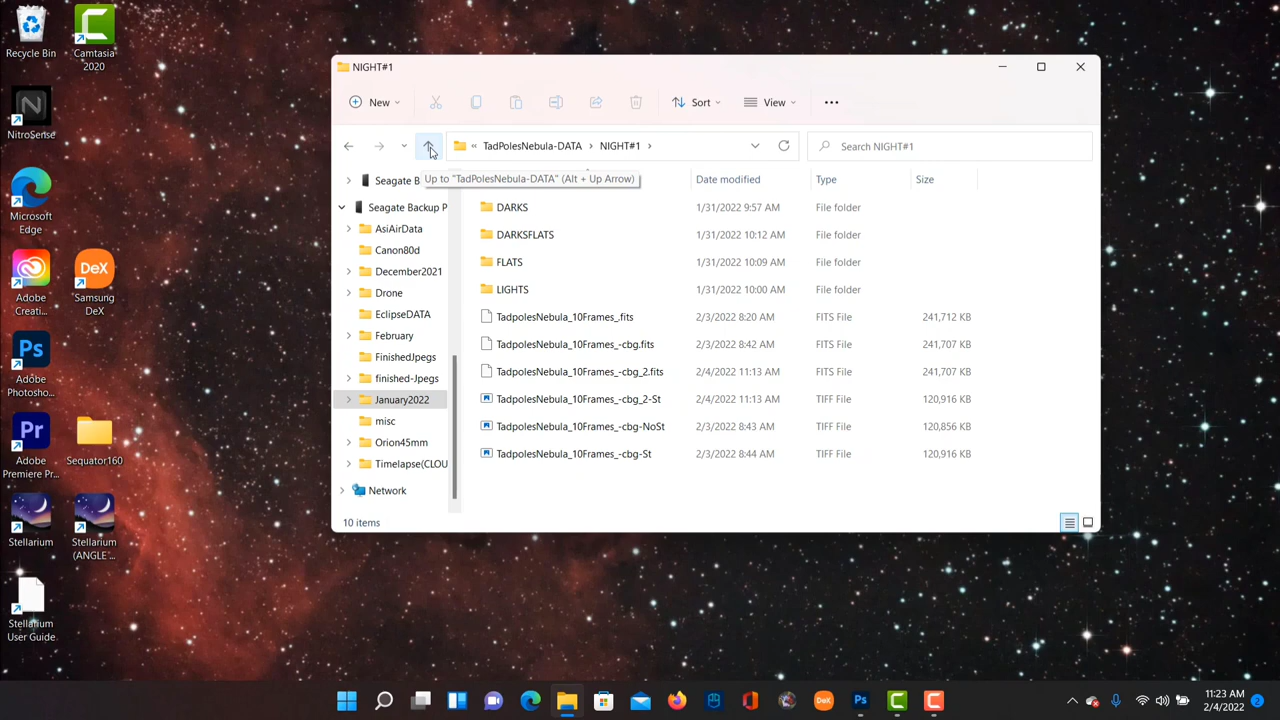 Recycle Bin
Camtasia
2020
NitroSense
Microsoft
Edge
Adobe
Creati...
Samsung
DeX
Ps
Adobe
Photosho...
Pr
Adobe
Premiere Pr...
Sequator160
Stellarium
Stellarium
(ANGLE ...
Stellarium
User Guide
NIGHT#1
New
Sort
View
« TadPolesNebula-DATA › NIGHT#1 ›
Search NIGHT#1
Up to "TadPolesNebula-DATA" (Alt + Up Arrow)
Date modified Type Size
Seagate B
Seagate Backup P
AsiAirData
Canon80d
December2021
Drone
EclipseDATA
February
FinishedJpegs
finished-Jpegs
January2022
misc
Orion45mm
Timelapse(CLOU
Network
DARKS 1/31/2022 9:57 AM File folder
DARKSFLATS 1/31/2022 10:12 AM File folder
FLATS 1/31/2022 10:09 AM File folder
LIGHTS 1/31/2022 10:00 AM File folder
TadpolesNebula_10Frames_.fits 2/3/2022 8:20 AM FITS File 241,712 KB
TadpolesNebula_10Frames_-cbg.fits 2/3/2022 8:42 AM FITS File 241,707 KB
TadpolesNebula_10Frames_-cbg_2.fits 2/4/2022 11:13 AM FITS File 241,707 KB
TadpolesNebula_10Frames_-cbg_2-St 2/4/2022 11:13 AM TIFF File 120,916 KB
TadpolesNebula_10Frames_-cbg-NoSt 2/3/2022 8:43 AM TIFF File 120,856 KB
TadpolesNebula_10Frames_-cbg-St 2/3/2022 8:44 AM TIFF File 120,916 KB
10 items
DeX
Ps
11:23 AM
2/4/2022
2